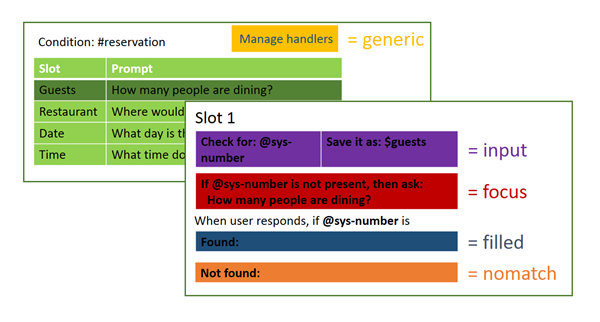 Condition: #reservation
Manage handlers
= generic
Slot Prompt
Guests How many people are dining?
Restaurant Where would
Date What day is th
Time What time do
Slot 1
Check for: @sys-
number
Save it as: $guests
= input
If @sys-number is not present, then ask:
How many people are dining?
= focus
When user responds, if @sys-number is
Found:
= filled
Not found:
= nomatch